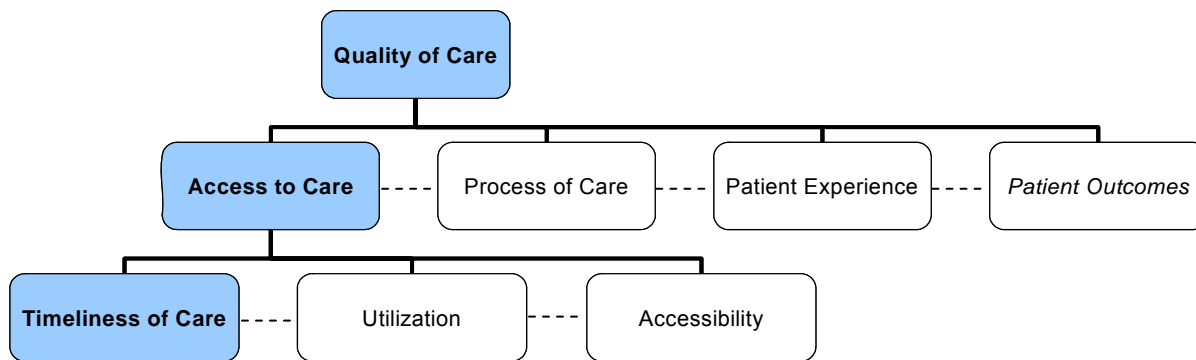 Quality of Care
Access to Care
Process of Care
Patient Experience
Patient Outcomes
Timeliness of Care
Utilization
Accessibility